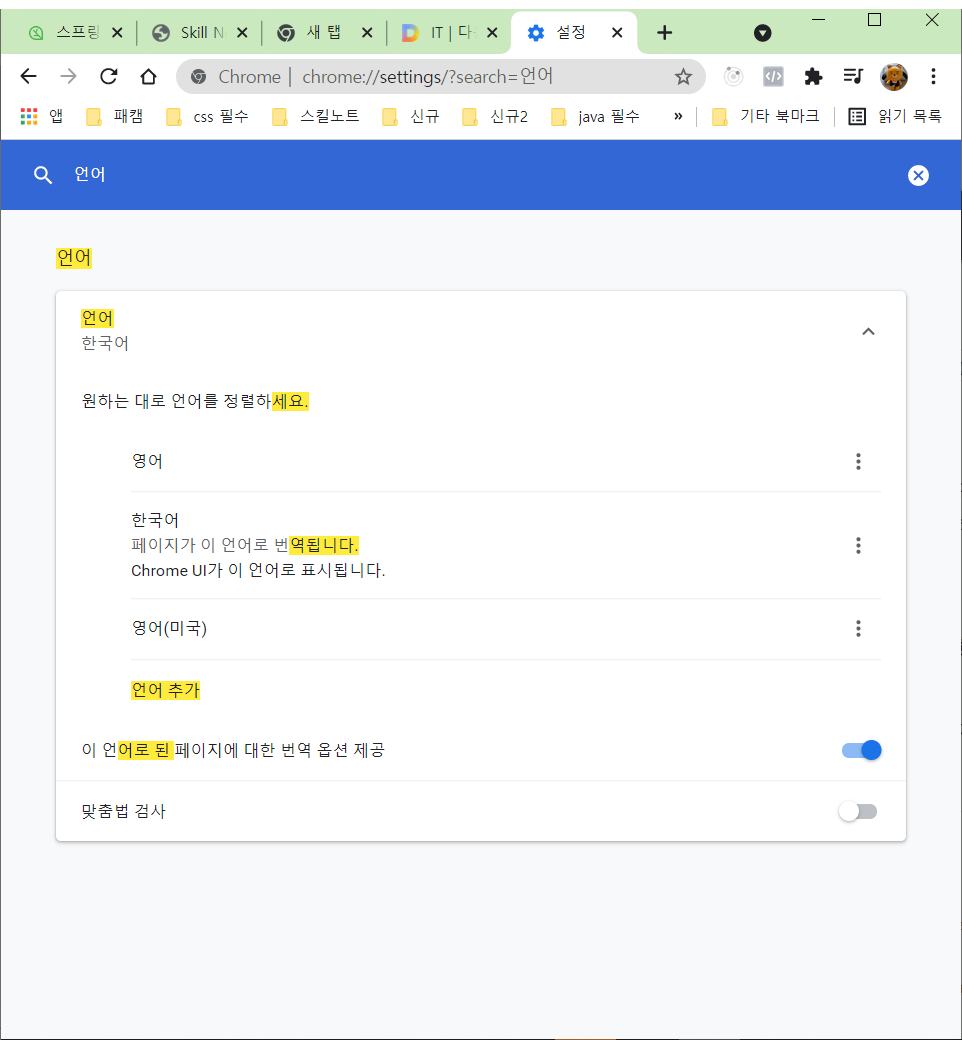 스프링
Skill N
새 탭
IT | 다
설정
Chrome | chrome://settings/?search=언어
앱
패캠
css 필수
스킬노트
신규
신규2
java 필수
»
기타 북마크
읽기 목록
언어
언어
언어
한국어
원하는 대로 언어를 정렬하세요.
영어
한국어
페이지가 이 언어로 번역됩니다.
Chrome UI가 이 언어로 표시됩니다.
영어(미국)
언어 추가
이 언어로 된 페이지에 대한 번역 옵션 제공
맞춤법 검사